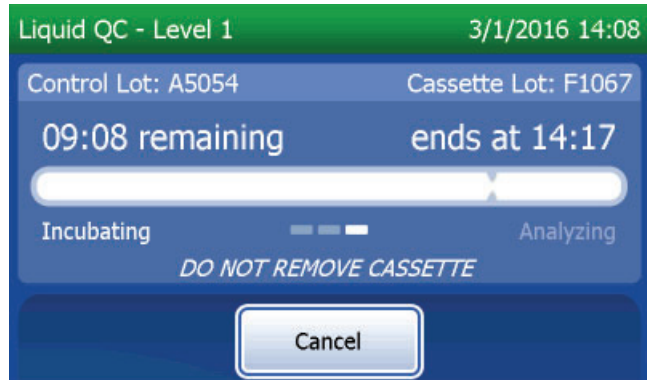 Liquid QC - Level 1 3/1/2016 14:08
Control Lot: A5054 Cassette Lot: F1067
09:08 remaining ends at 14:17
Incubating Analyzing
DO NOT REMOVE CASSETTE
Cancel